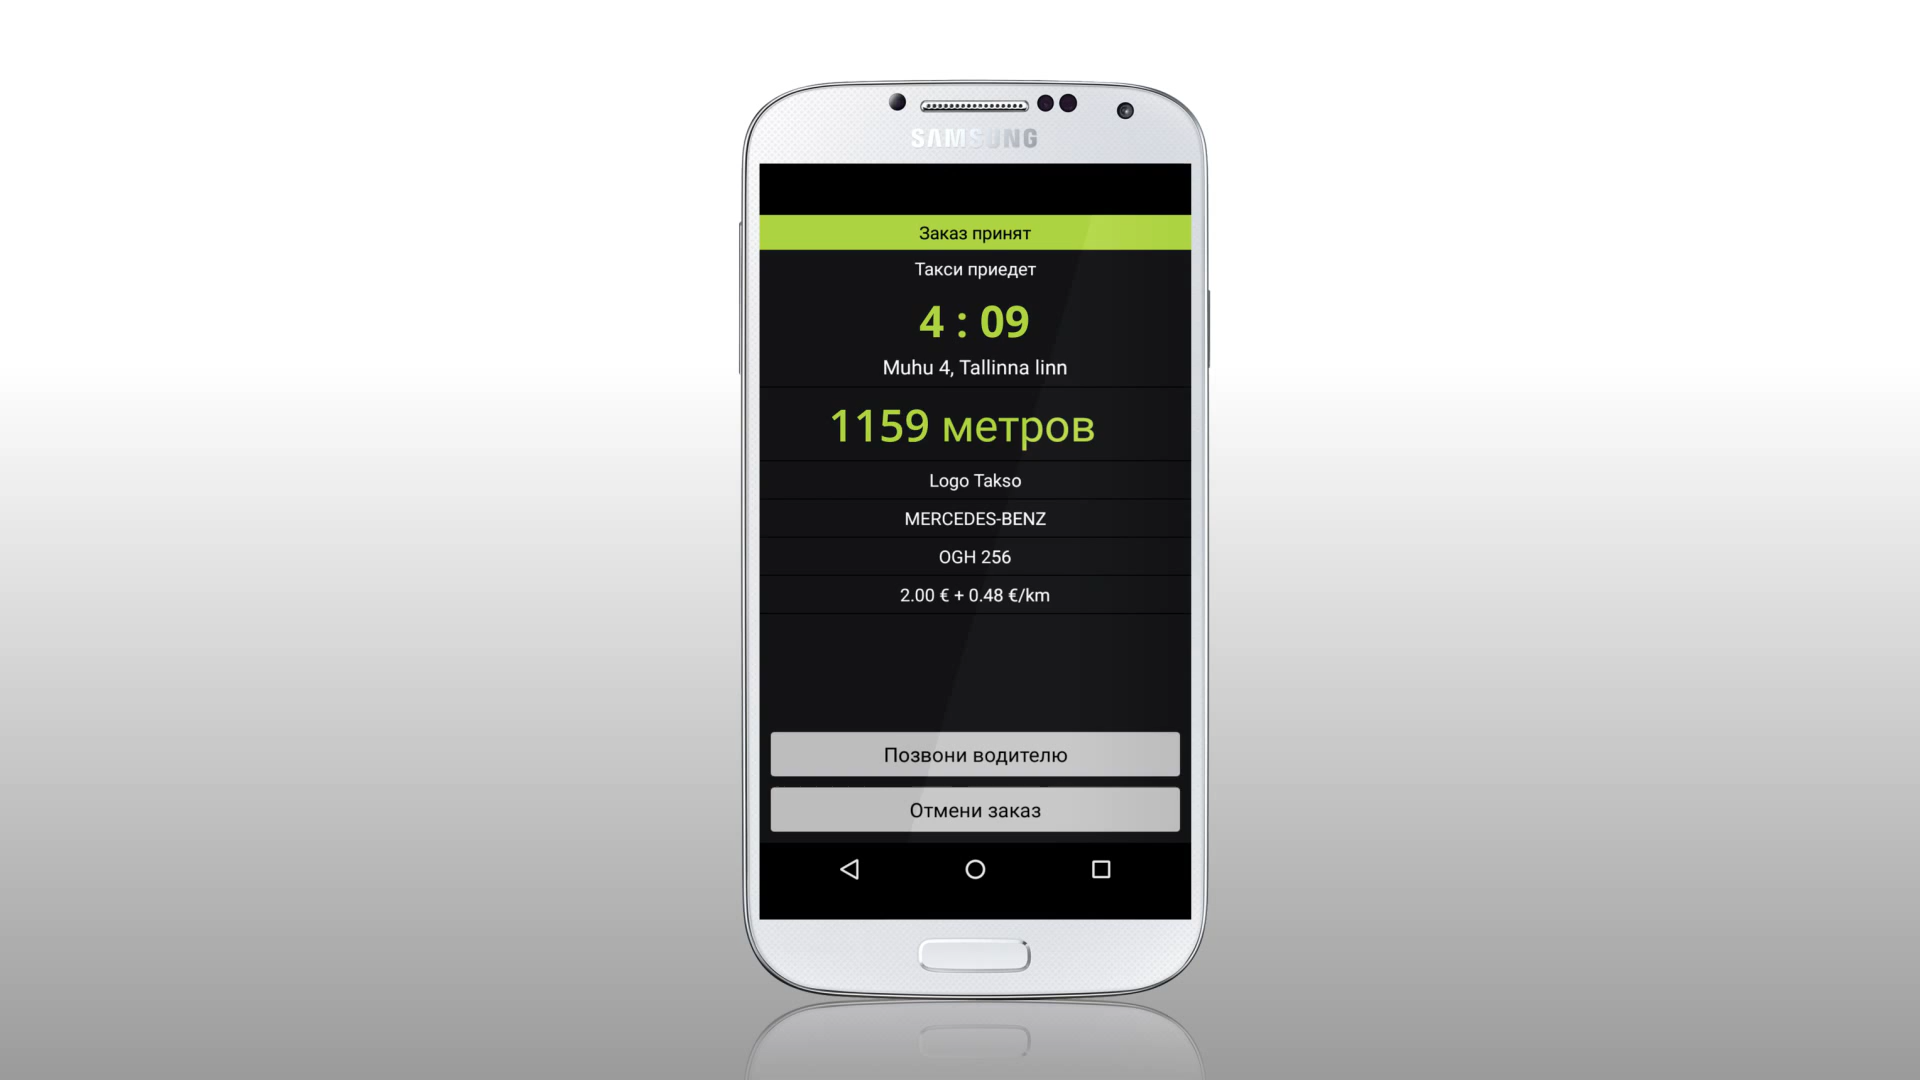 SAMSUNG
Заказ принят
Такси приедет
4 : 09
Muhu 4, Tallinna linn
1159 метров
Logo Takso
MERCEDES-BENZ
OGH 256
2.00 € + 0.48 €/km
Позвони водителю
Отмени заказ